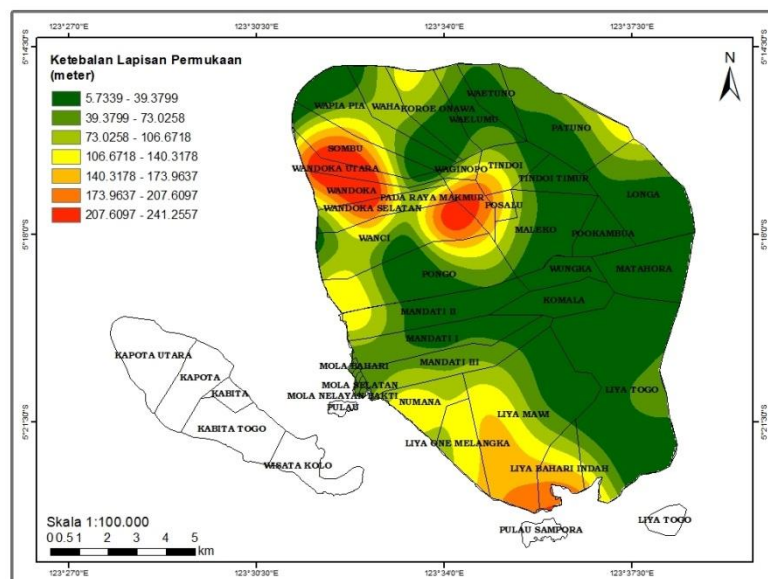 123°27'0"E 123°30'30"E 123°34'0"E 123°37'30"E
5°14'30"S
5°14'30"S
Ketebalan Lapisan Permukaan
(meter)
5.7339 - 39.3799
39.3799 - 73.0258
73.0258 - 106.6718
106.6718 - 140.3178
140.3178 - 173.9637
173.9637 - 207.6097
207.6097 - 241.2557
N
WAPIA PIA
WAHA
KOROE ONAWA
WAETUNO
WAELUMU
PATUNO
SOMBU
WANDOKA UTARA
WAGINOPO
TINDOI
TINDOI TIMUR
WANDOKA
PADA RAYA MAKMUR
LONGA
WANDOKA SELATAN
POSALU
MALEKO
POOKAMBUA
WANCI
5°18'0"S
5°18'0"S
PONGO
WUNGKA
MATAHORA
KOMALA
MANDATI II
MANDATI I
MANDATI III
KAPOTA UTARA
KAPOTA
KABITA
KABITA TOGO
WISATA KOLO
MOLA BAHARI
MOLA SELATAN
MOLA NELAYAN BAKTI
PULAU
NUMANA
LIYA MAWI
LIYA TOGO
5°21'30"S
5°21'30"S
LIYA ONE MELANGKA
LIYA BAHARI INDAH
PULAU SAMPORA
LIYA TOGO
Skala 1:100.000
0 0.5 1 2 3 4 5
km
123°27'0"E 123°30'30"E 123°34'0"E 123°37'30"E